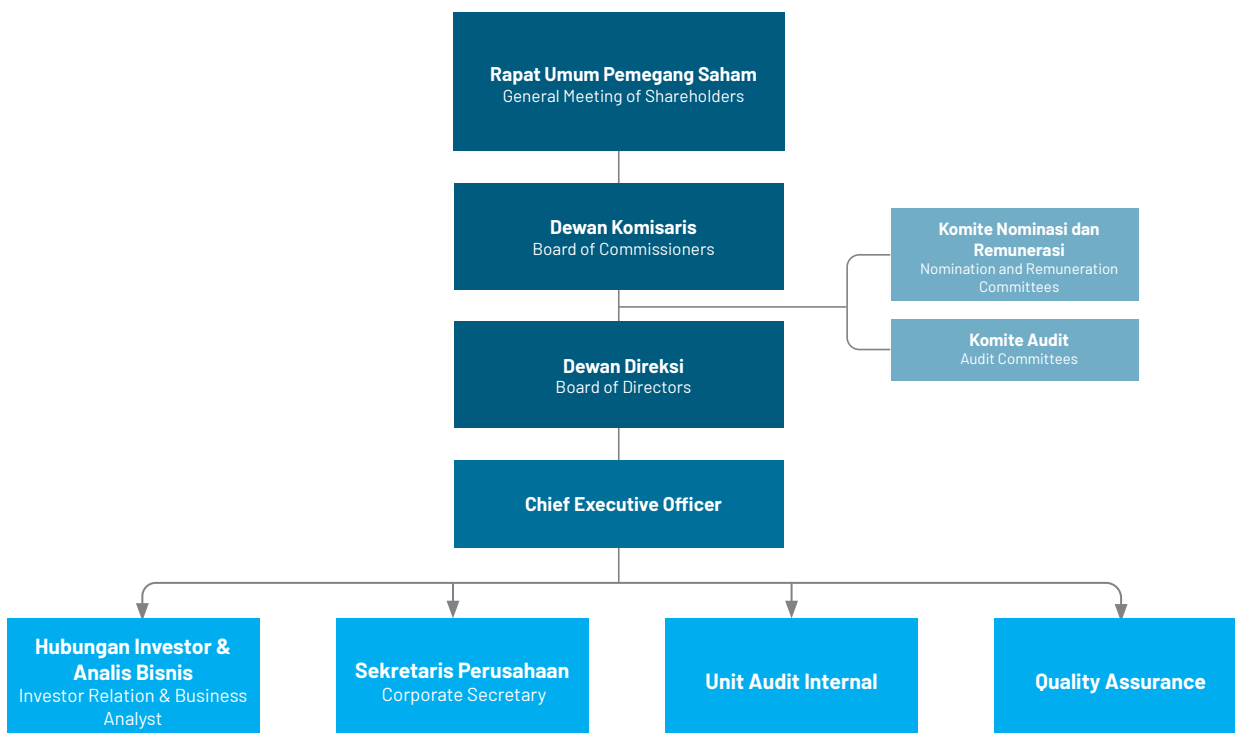 Rapat Umum Pemegang Saham
General Meeting of Shareholders
Dewan Komisaris
Board of Commissioners
Komite Nominasi dan
Remunerasi
Nomination and Remuneration
Committees
Komite Audit
Audit Committees
Dewan Direksi
Board of Directors
Chief Executive Officer
Hubungan Investor &
Analis Bisnis
Investor Relation & Business
Analyst
Sekretaris Perusahaan
Corporate Secretary
Unit Audit Internal
Quality Assurance